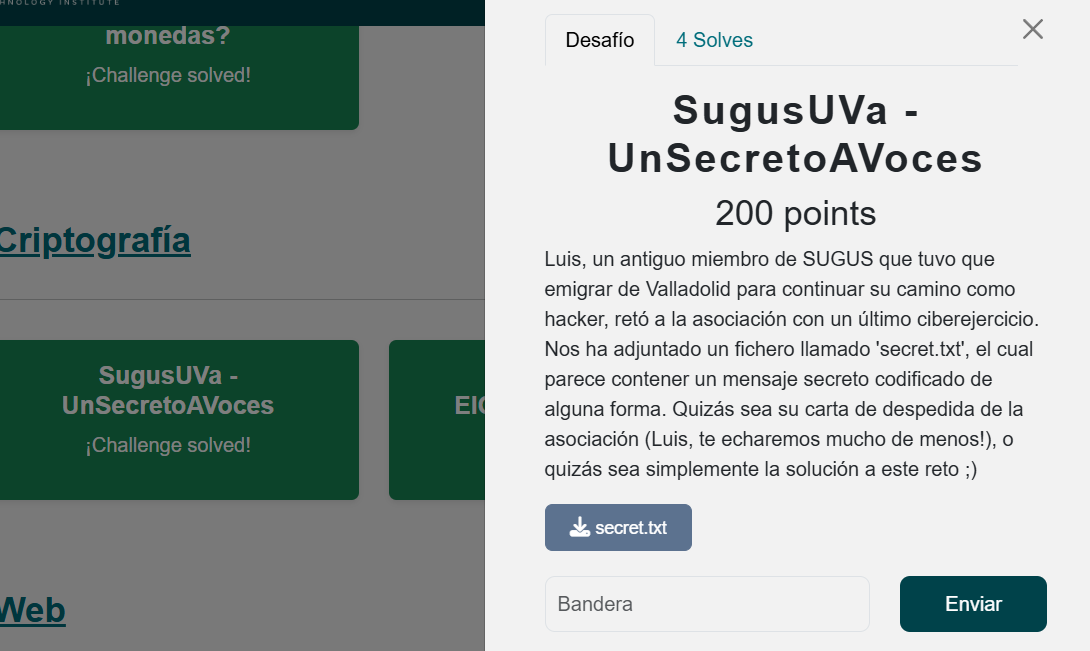 HNOLOGY INSTITUTE
monedas?
¡Challenge solved!
Criptografía
SugusUVa -
UnSecretoAVoces
¡Challenge solved!
EIC
Web
Desafío
4 Solves
SugusUVa -
UnSecretoAVoces
200 points
Luis, un antiguo miembro de SUGUS que tuvo que
emigrar de Valladolid para continuar su camino como
hacker, retó a la asociación con un último ciberejercicio.
Nos ha adjuntado un fichero llamado 'secret.txt', el cual
parece contener un mensaje secreto codificado de
alguna forma. Quizás sea su carta de despedida de la
asociación (Luis, te echaremos mucho de menos!), o
quizás sea simplemente la solución a este reto ;)
secret.txt
Bandera
Enviar